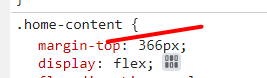 .home-content {
margin-top: 366px;
display: flex;